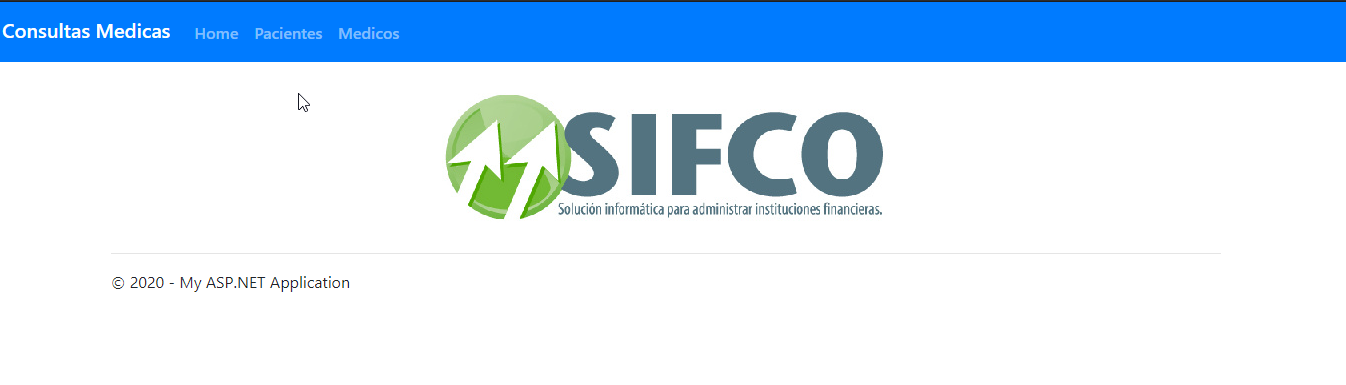 Consultas Medicas Home Pacientes Medicos
SIFCO
Solución informática para administrar instituciones financieras.
© 2020 - My ASP.NET Application